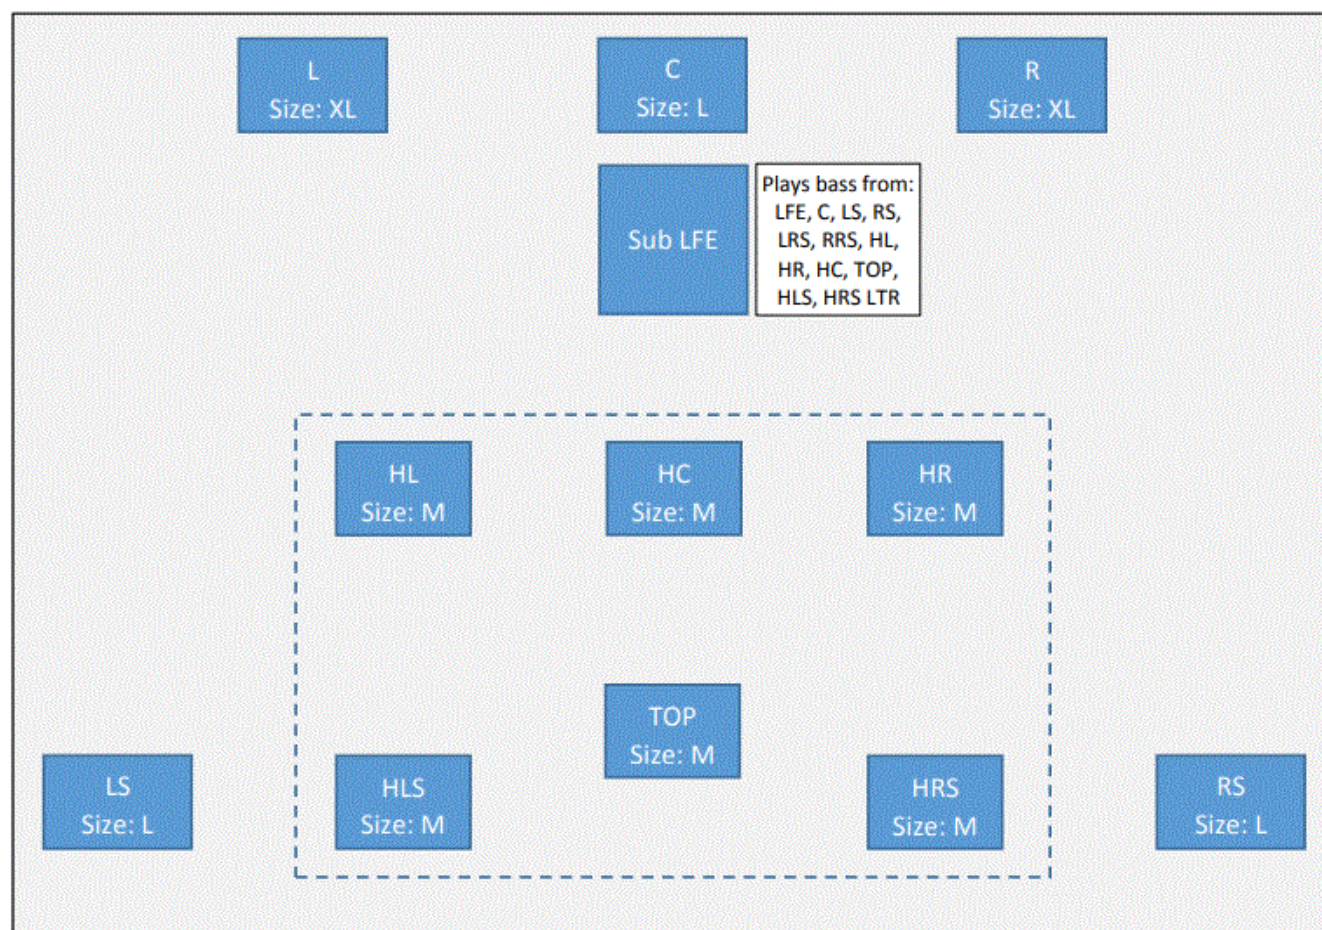 L
Size: XL
C
Size: L
R
Size: XL
Sub LFE
Plays bass from:
LFE, C, LS, RS,
LRS, RRS, HL,
HR, HC, TOP,
HLS, HRS LTR
HL
Size: M
HC
Size: M
HR
Size: M
TOP
Size: M
LS
Size: L
HLS
Size: M
HRS
Size: M
RS
Size: L